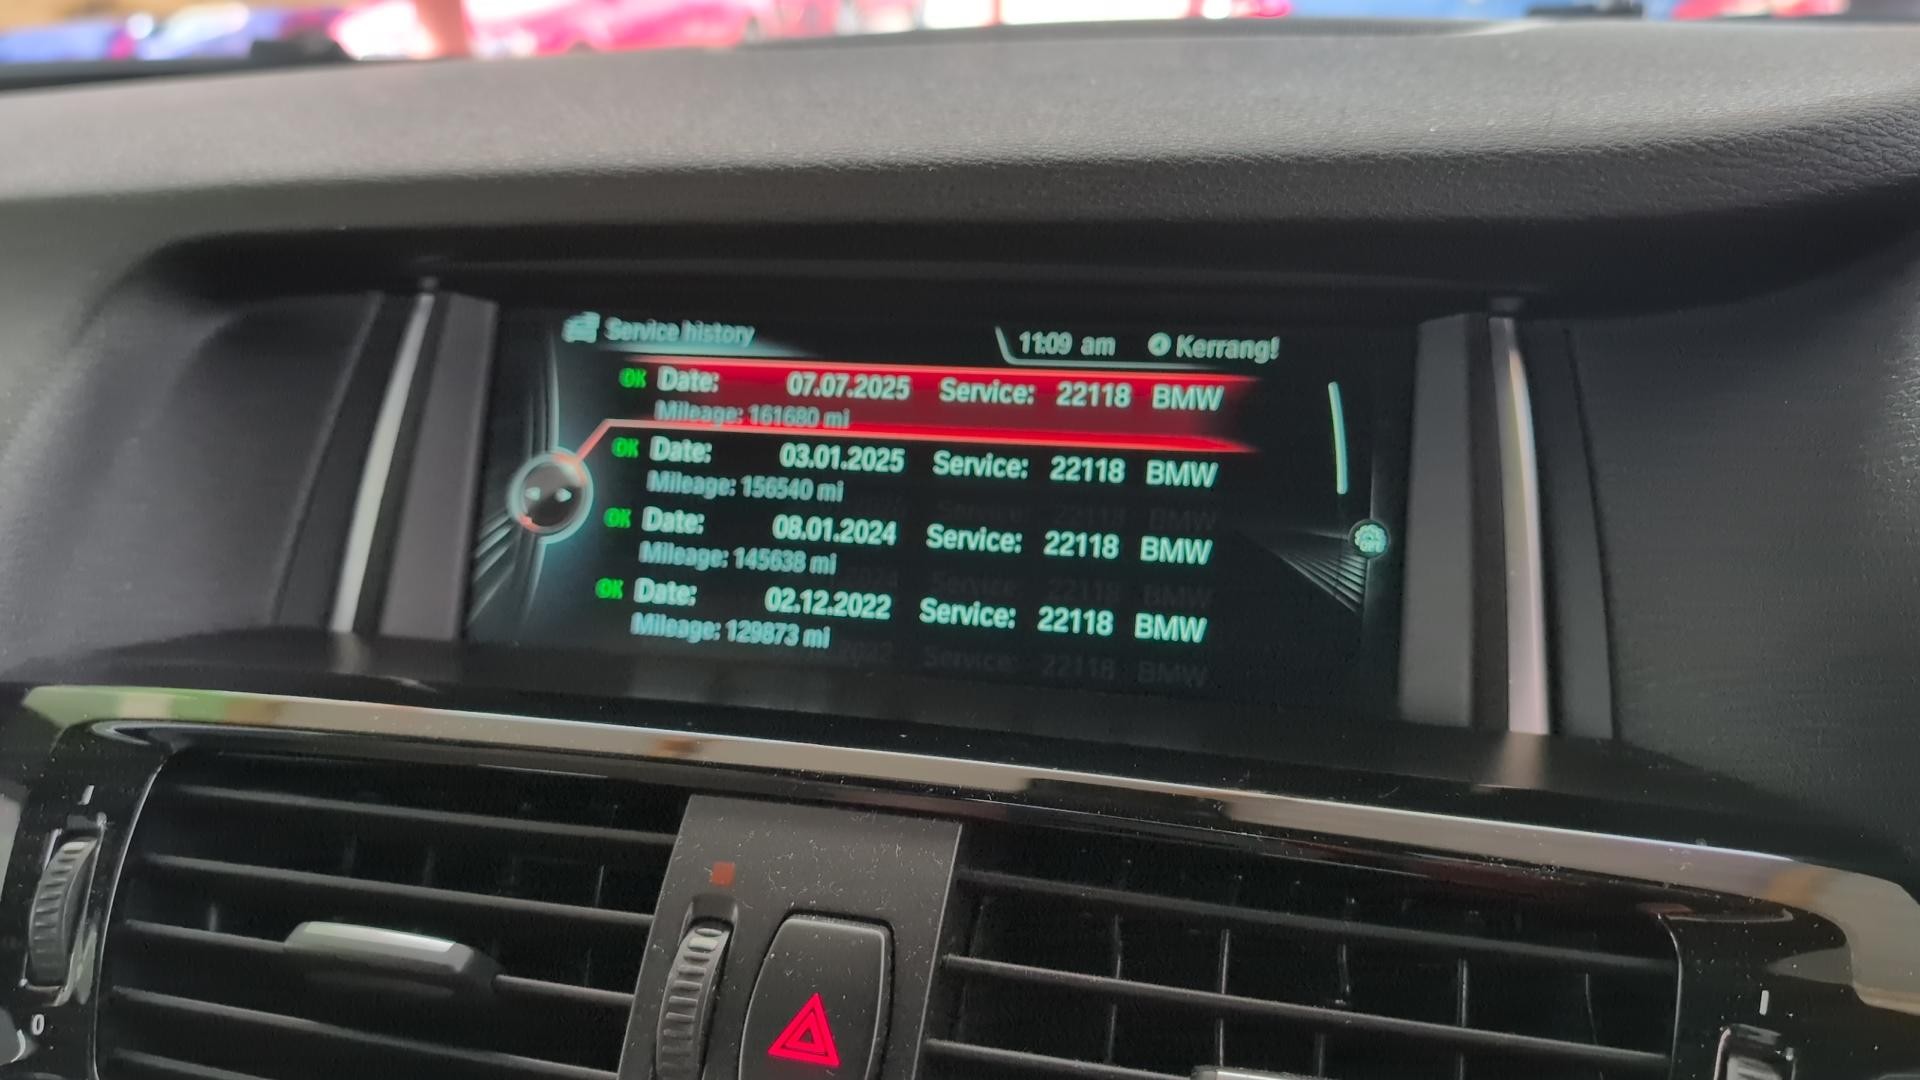 Service history 11:09 am Kerrang!
OK Date: 07.07.2025 Service: 22118 BMW
Mileage: 161680 mi
OK Date: 03.01.2025 Service: 22118 BMW
Mileage: 156540 mi
OK Date: 08.01.2024 Service: 22118 BMW
Mileage: 145638 mi
OK Date: 02.12.2022 Service: 22118 BMW
Mileage: 129873 mi
0